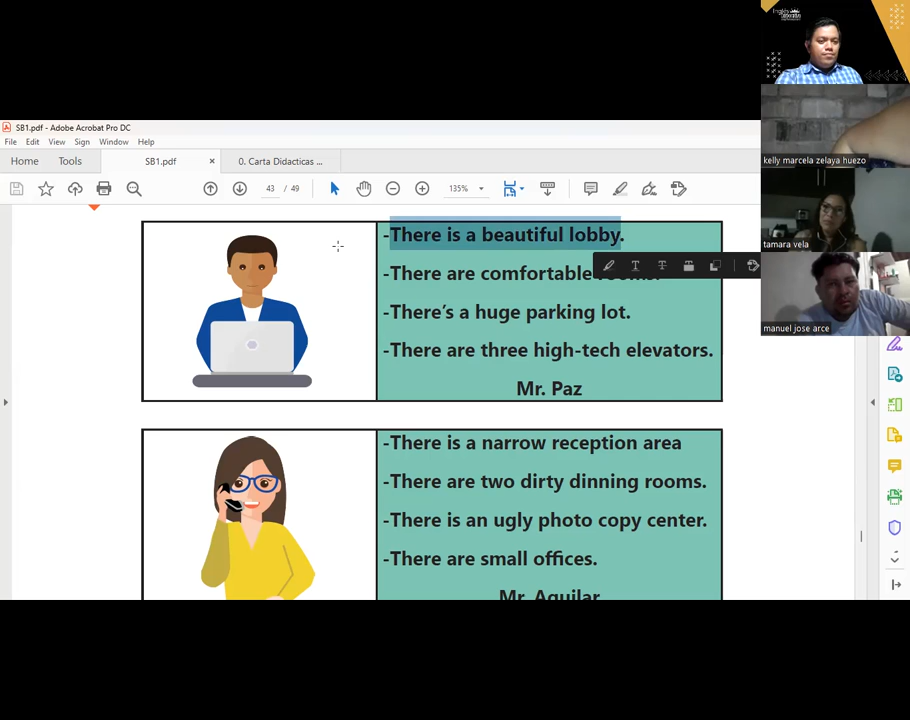 SB1.pdf - Adobe Acrobat Pro DC
File Edit View Sign Window Help
Home Tools SB1.pdf × 0. Carta Didacticas ...
43 / 49 135%
-There is a beautiful lobby.
-There are comfortable
-There's a huge parking lot.
-There are three high-tech elevators.
Mr. Paz
-There is a narrow reception area
-There are two dirty dinning rooms.
-There is an ugly photo copy center.
-There are small offices.
Mr. Aguilar
kelly marcela zelaya huezo
tamara vela
manuel jose arce